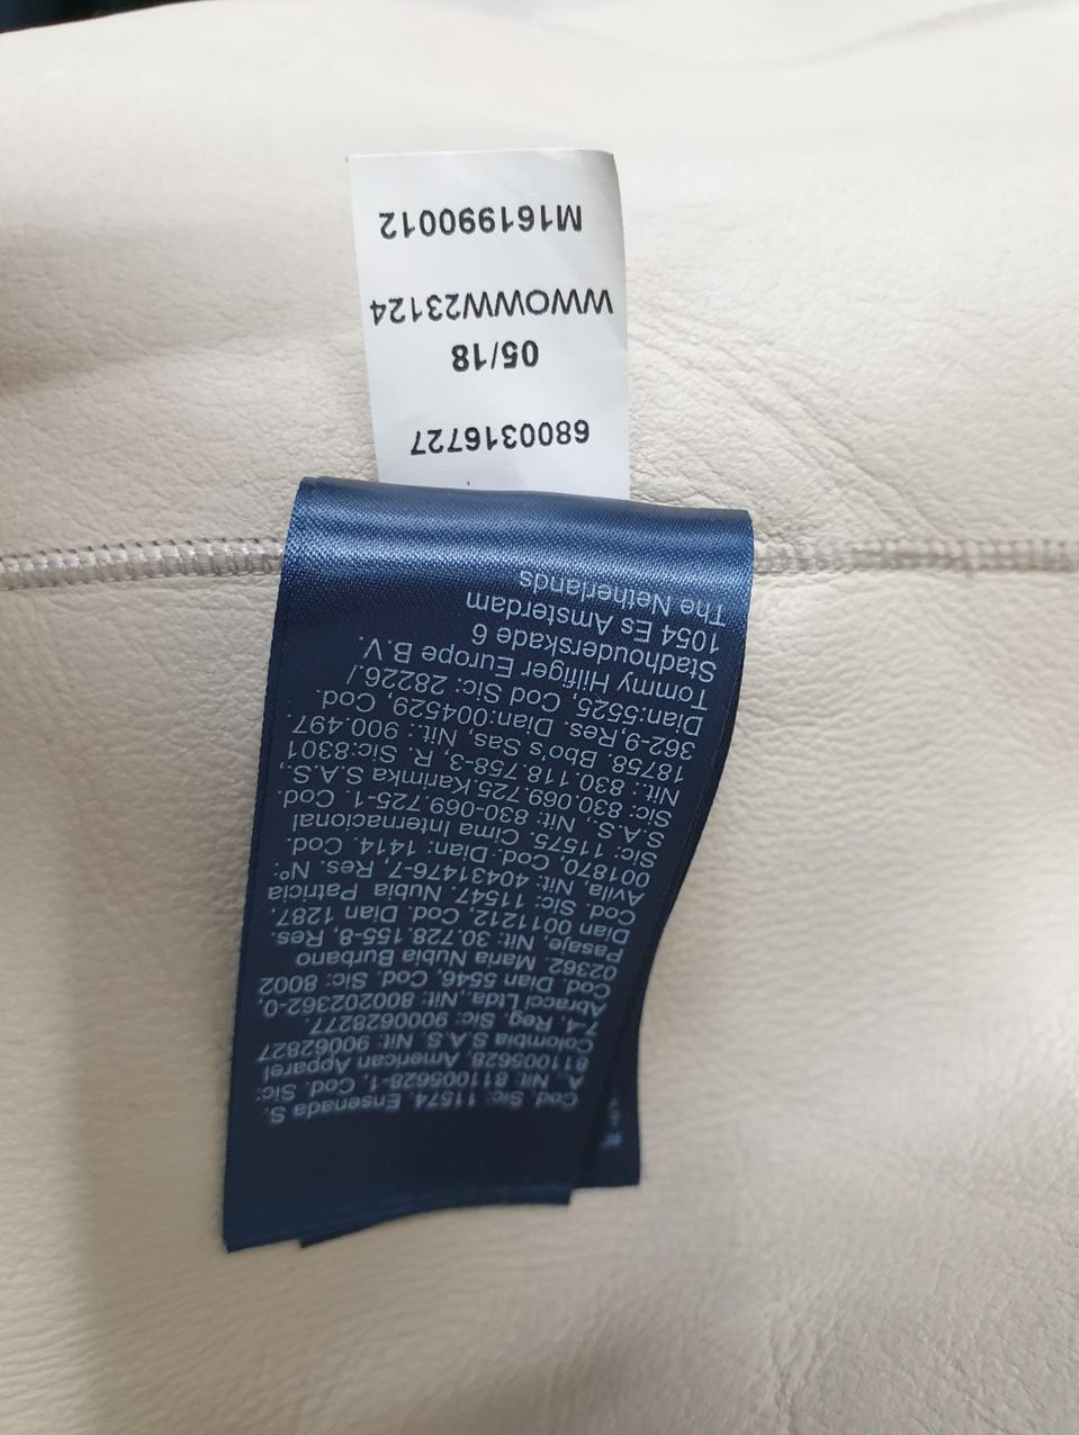 Cod. Sic: 11574. Ensenada S.
A. Nit: 811005628-1. Cod. Sic:
811005628, American Apparel
Colombia S.A.S. Nit: 90062827
7-4. Reg. Sic: 9000628277.
Abracci Ltda., Nit: 800202362-0,
Cod. Dian 5546, Cod. Sic: 8002
02362. Maria Nubia Burbano
Pasaje, Nit: 30.728.155-8, Res.
Dian 0011212, Cod. Dian 1287.
Cod. Sic: 11547. Nubia Patricia
Avila, Nit: 40431476-7, Res. N°:
001870, Cod. Dian: 1414. Cod.
Sic: 11575. Cima Internacional
S.A.S., Nit: 830-069.725-1. Cod.
Sic: 830.069.725.Karimka S.A.S.,
Nit.: 830.118.758-3, R. Sic:8301
18758. Bbo's Sas, Nit.: 900.497.
362-9,Res. Dian:004529, Cod.
Dian:5525, Cod Sic: 28226./
Tommy Hilfiger Europe B.V.
Stadhouderskade 6
1054 Es Amsterdam
The Netherlands
6800316727
05/18
WWOWW23124
M161990012